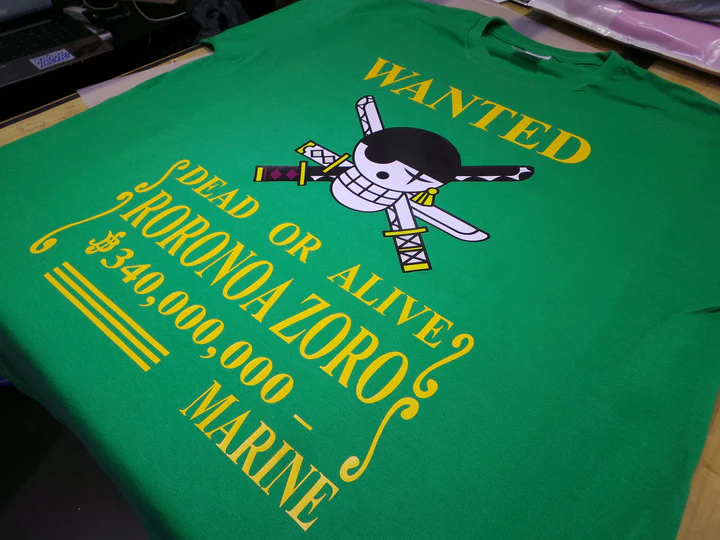 WANTED
DEAD OR ALIVE
RORONOA ZORO
฿340,000,000 –
MARINE